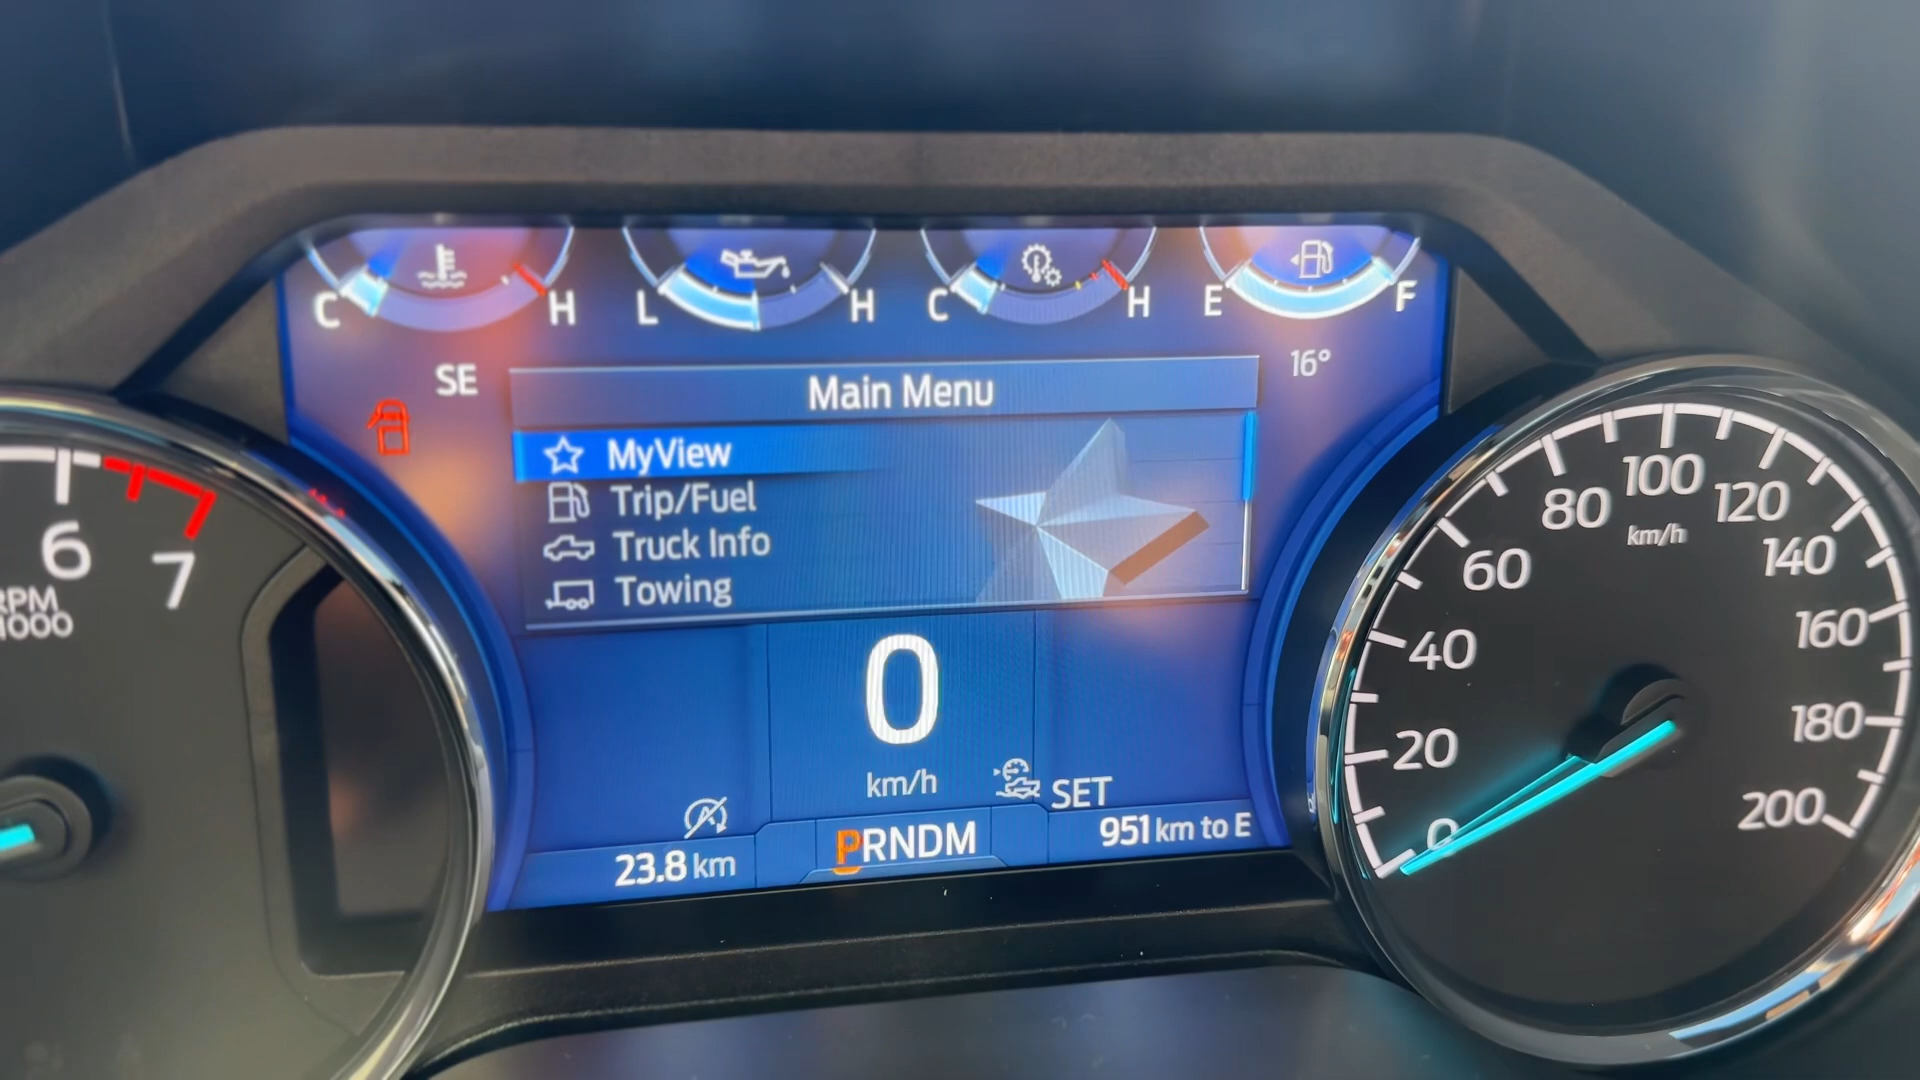 C H L H C H E F
SE
16°
Main Menu
MyView
Trip/Fuel
Truck Info
Towing
0
km/h
SET
23.8 km
PRNDM
951 km to E
6
7
RPM
1000
0
20
40
60
80
100
120
140
160
180
200
km/h